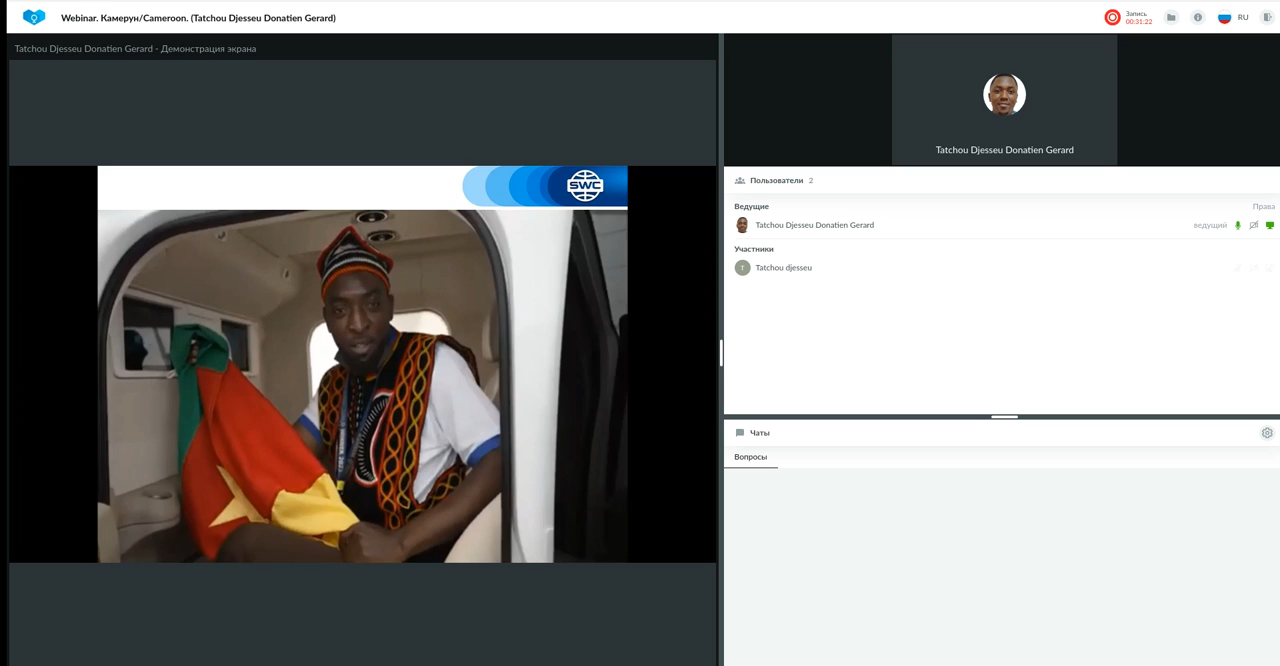 Webinar. Камерун/Cameroon. (Tatchou Djesseu Donatien Gerard)
Запись
00:31:22
RU
Tatchou Djesseu Donatien Gerard - Демонстрация экрана
SWC
Tatchou Djesseu Donatien Gerard
Пользователи 2
Ведущие Права
Tatchou Djesseu Donatien Gerard ведущий
Участники
T Tatchou djesseu
Чаты
Вопросы